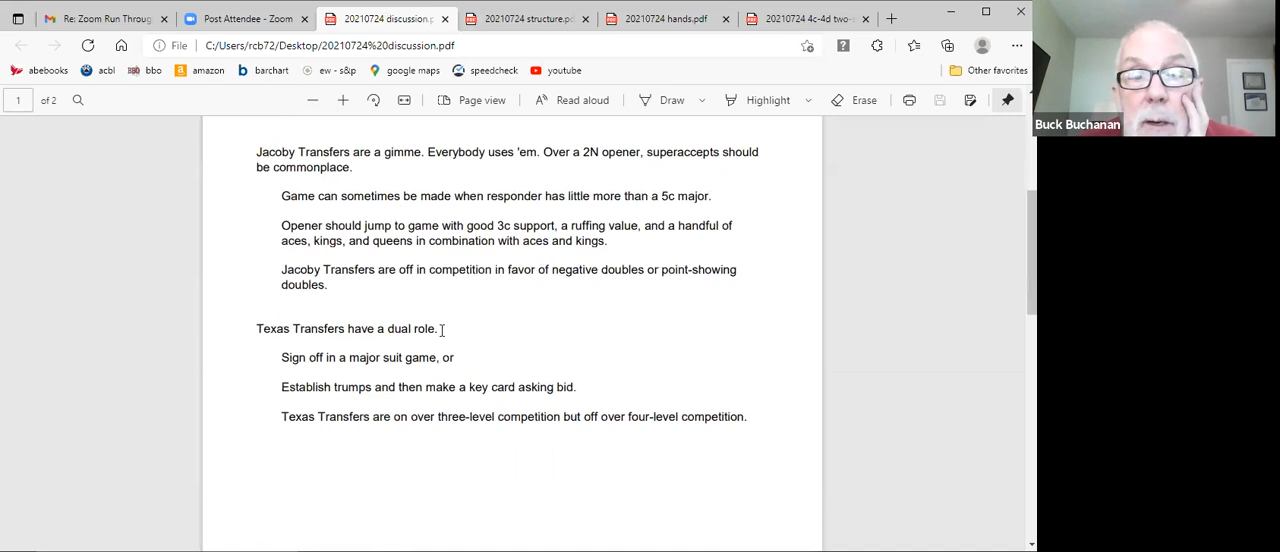 Re: Zoom Run Throug
Post Attendee - Zoom
20210724 discussion.p
20210724 structure.pd
20210724 hands.pdf
20210724 4c-4d two-s
File C:/Users/rcb72/Desktop/20210724%20discussion.pdf
abebooks
acbl
bbo
amazon
barchart
ew - s&p
google maps
speedcheck
youtube
Other favorites
1 of 2
Page view
Read aloud
Draw
Highlight
Erase
Buck Buchanan
Jacoby Transfers are a gimme. Everybody uses 'em. Over a 2N opener, superaccepts should
be commonplace.
Game can sometimes be made when responder has little more than a 5c major.
Opener should jump to game with good 3c support, a ruffing value, and a handful of
aces, kings, and queens in combination with aces and kings.
Jacoby Transfers are off in competition in favor of negative doubles or point-showing
doubles.
Texas Transfers have a dual role.
Sign off in a major suit game, or
Establish trumps and then make a key card asking bid.
Texas Transfers are on over three-level competition but off over four-level competition.